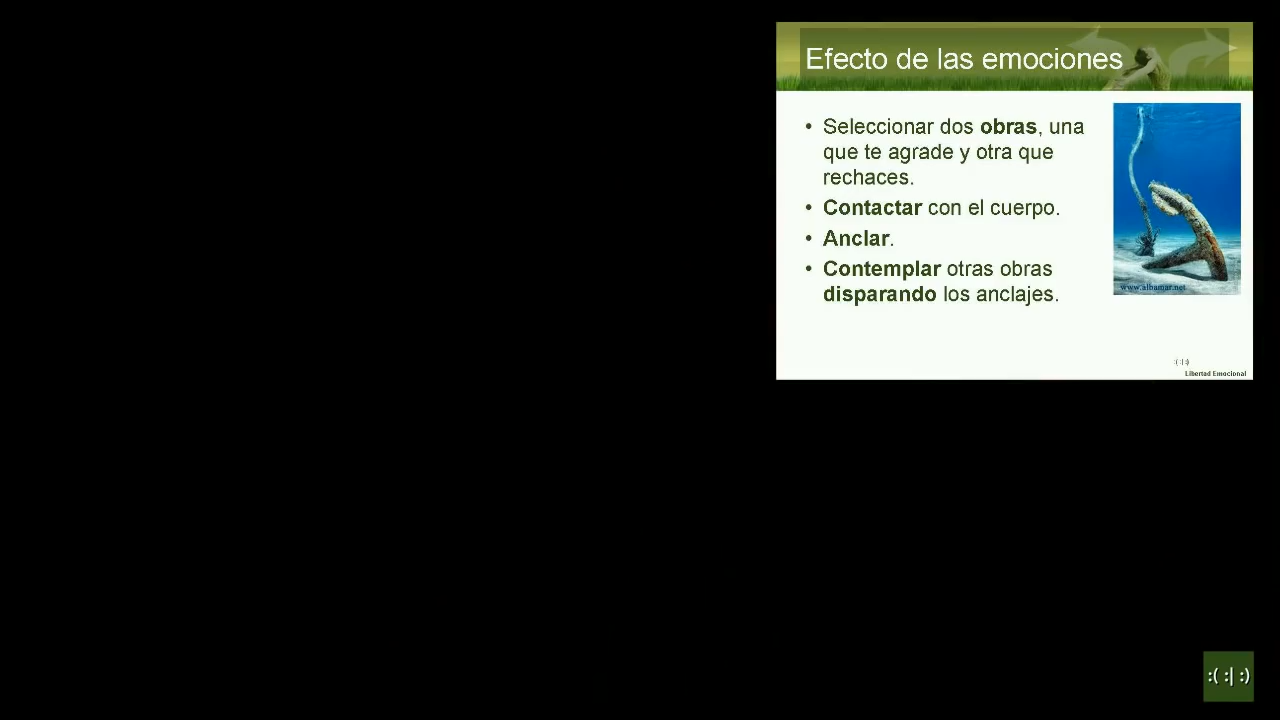 Efecto de las emociones
• Seleccionar dos obras, una
que te agrade y otra que
rechaces.
• Contactar con el cuerpo.
• Anclar.
• Contemplar otras obras
disparando los anclajes.
www.albamar.net
:(:|:)
Libertad Emocional
:( :| :)